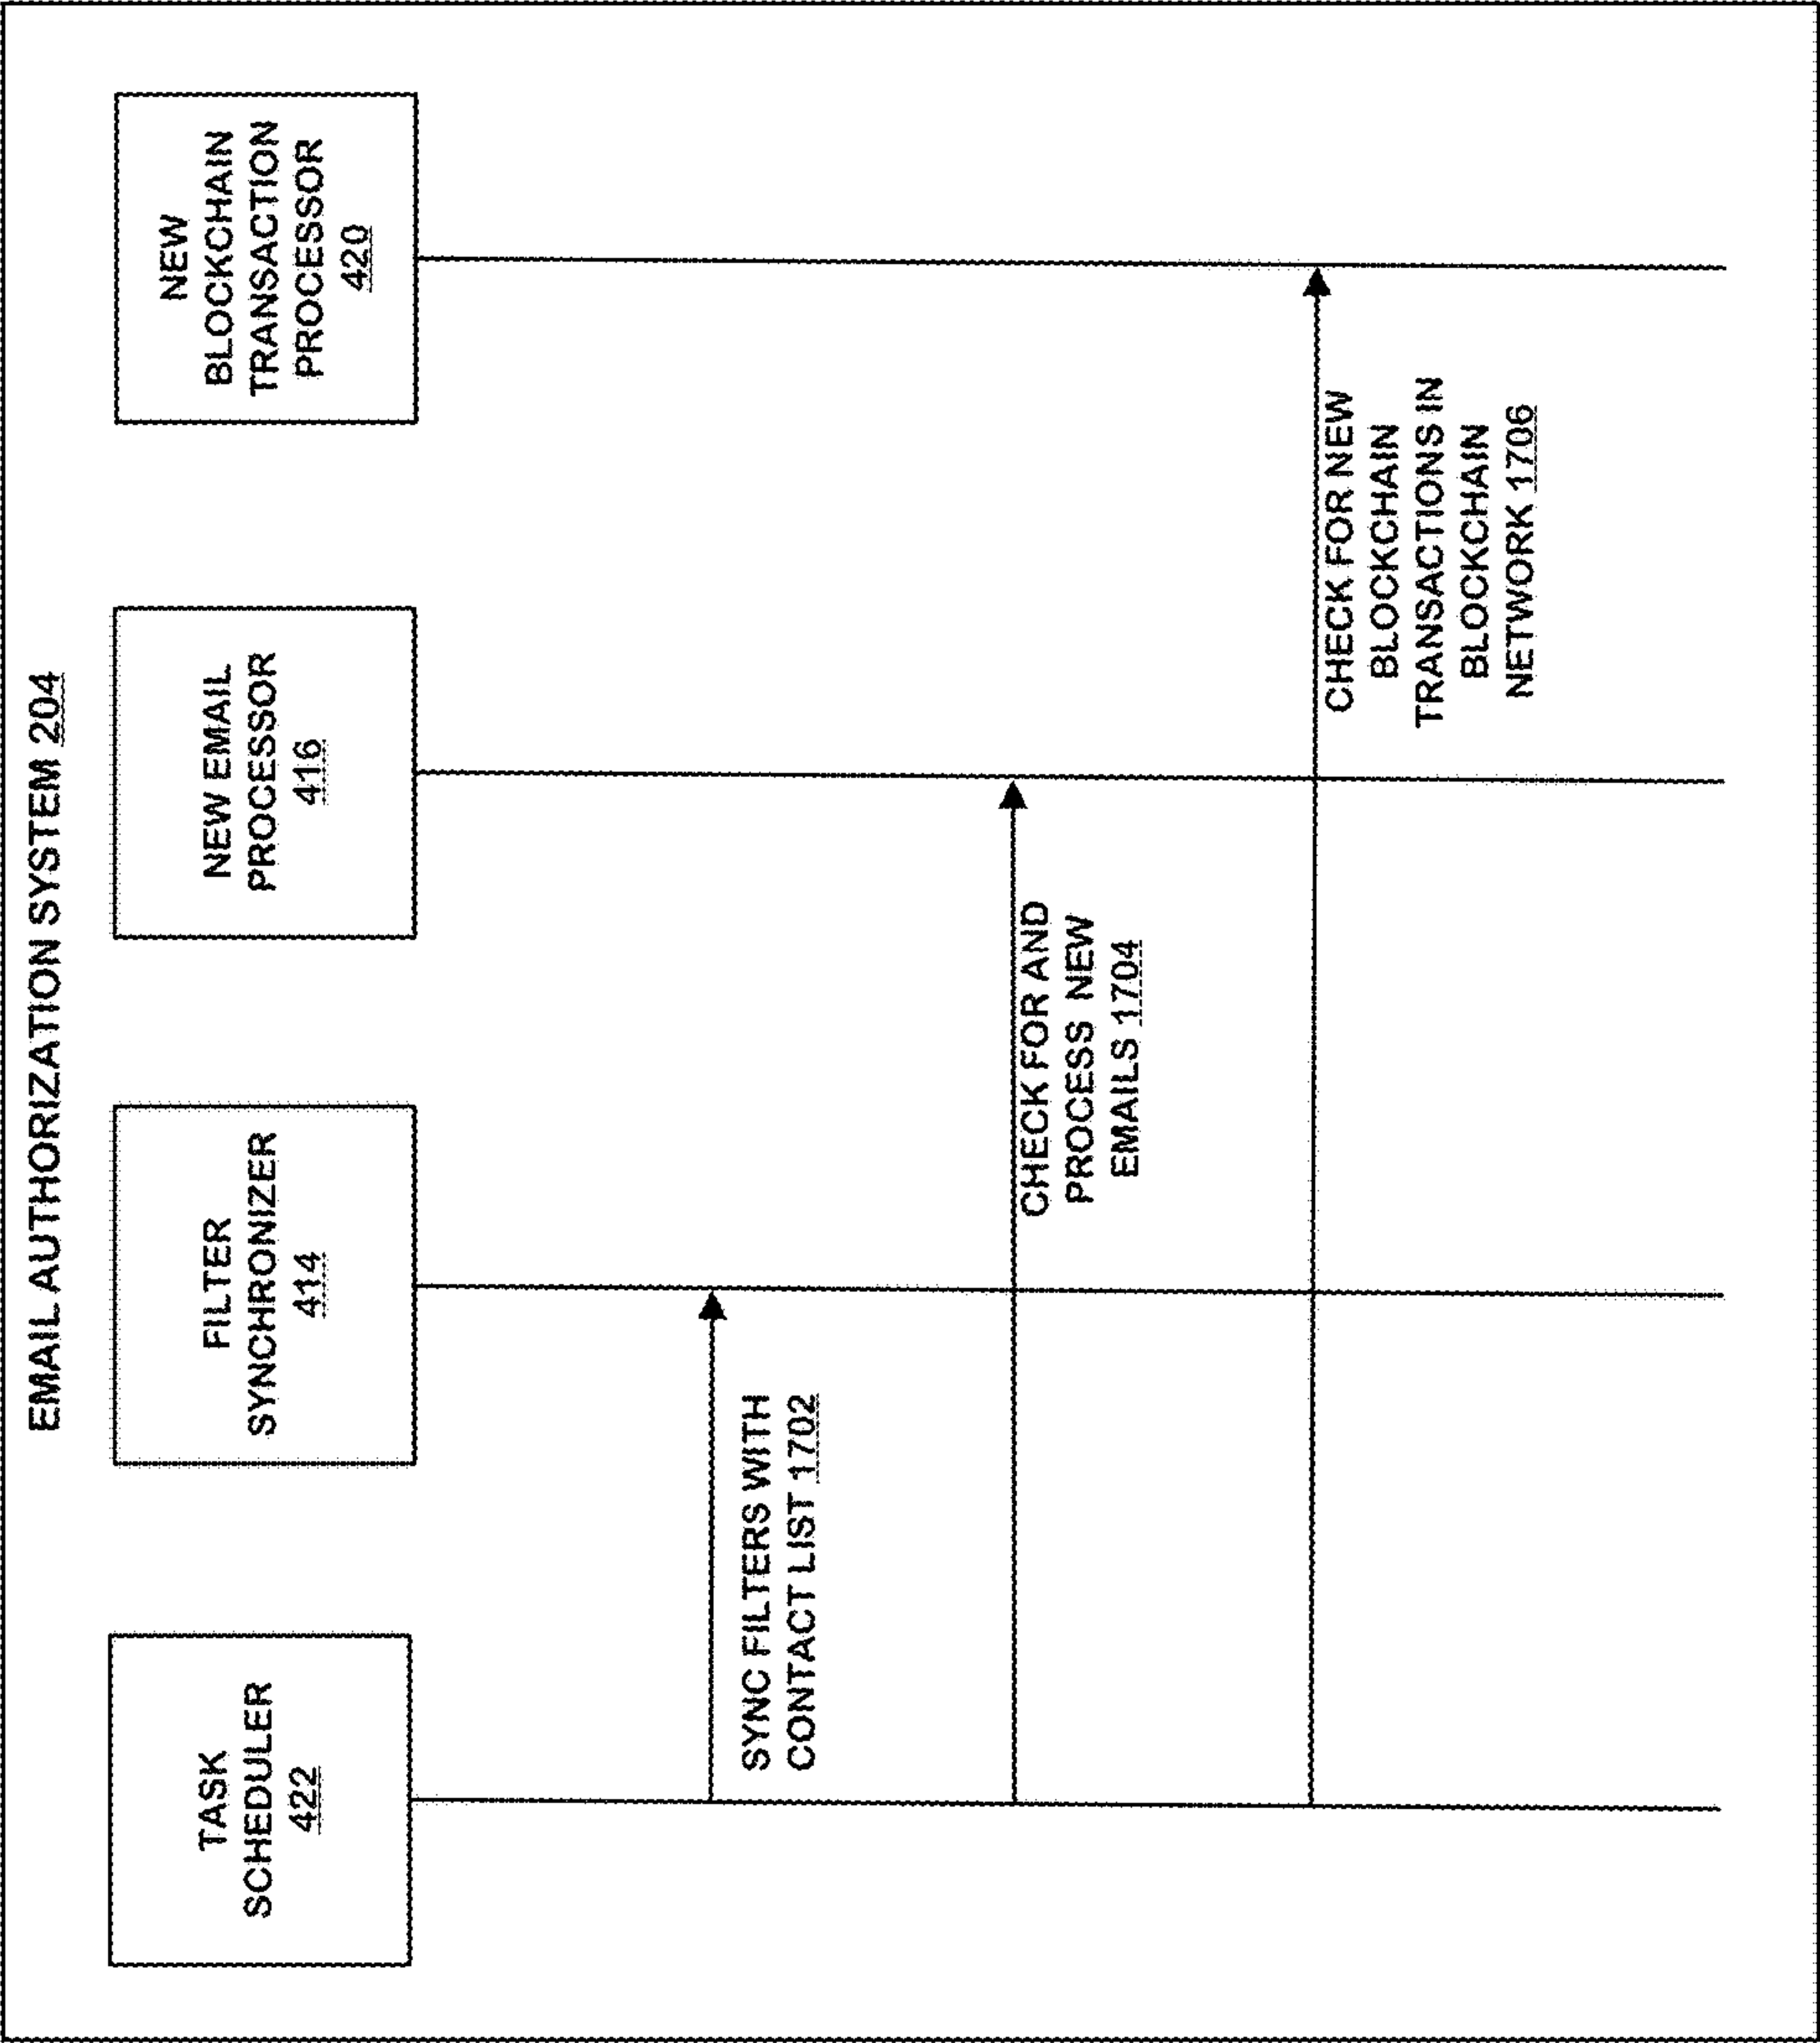 EMAIL AUTHORIZATION SYSTEM 204
TASK
SCHEDULER
422
FILTER
SYNCHRONIZER
414
NEW EMAIL
PROCESSOR
416
NEW
BLOCKCHAIN
TRANSACTION
PROCESSOR
420
SYNC FILTERS WITH
CONTACT LIST 1702
CHECK FOR AND
PROCESS NEW
EMAILS 1704
CHECK FOR NEW
BLOCKCHAIN
TRANSACTIONS IN
BLOCKCHAIN
NETWORK 1706